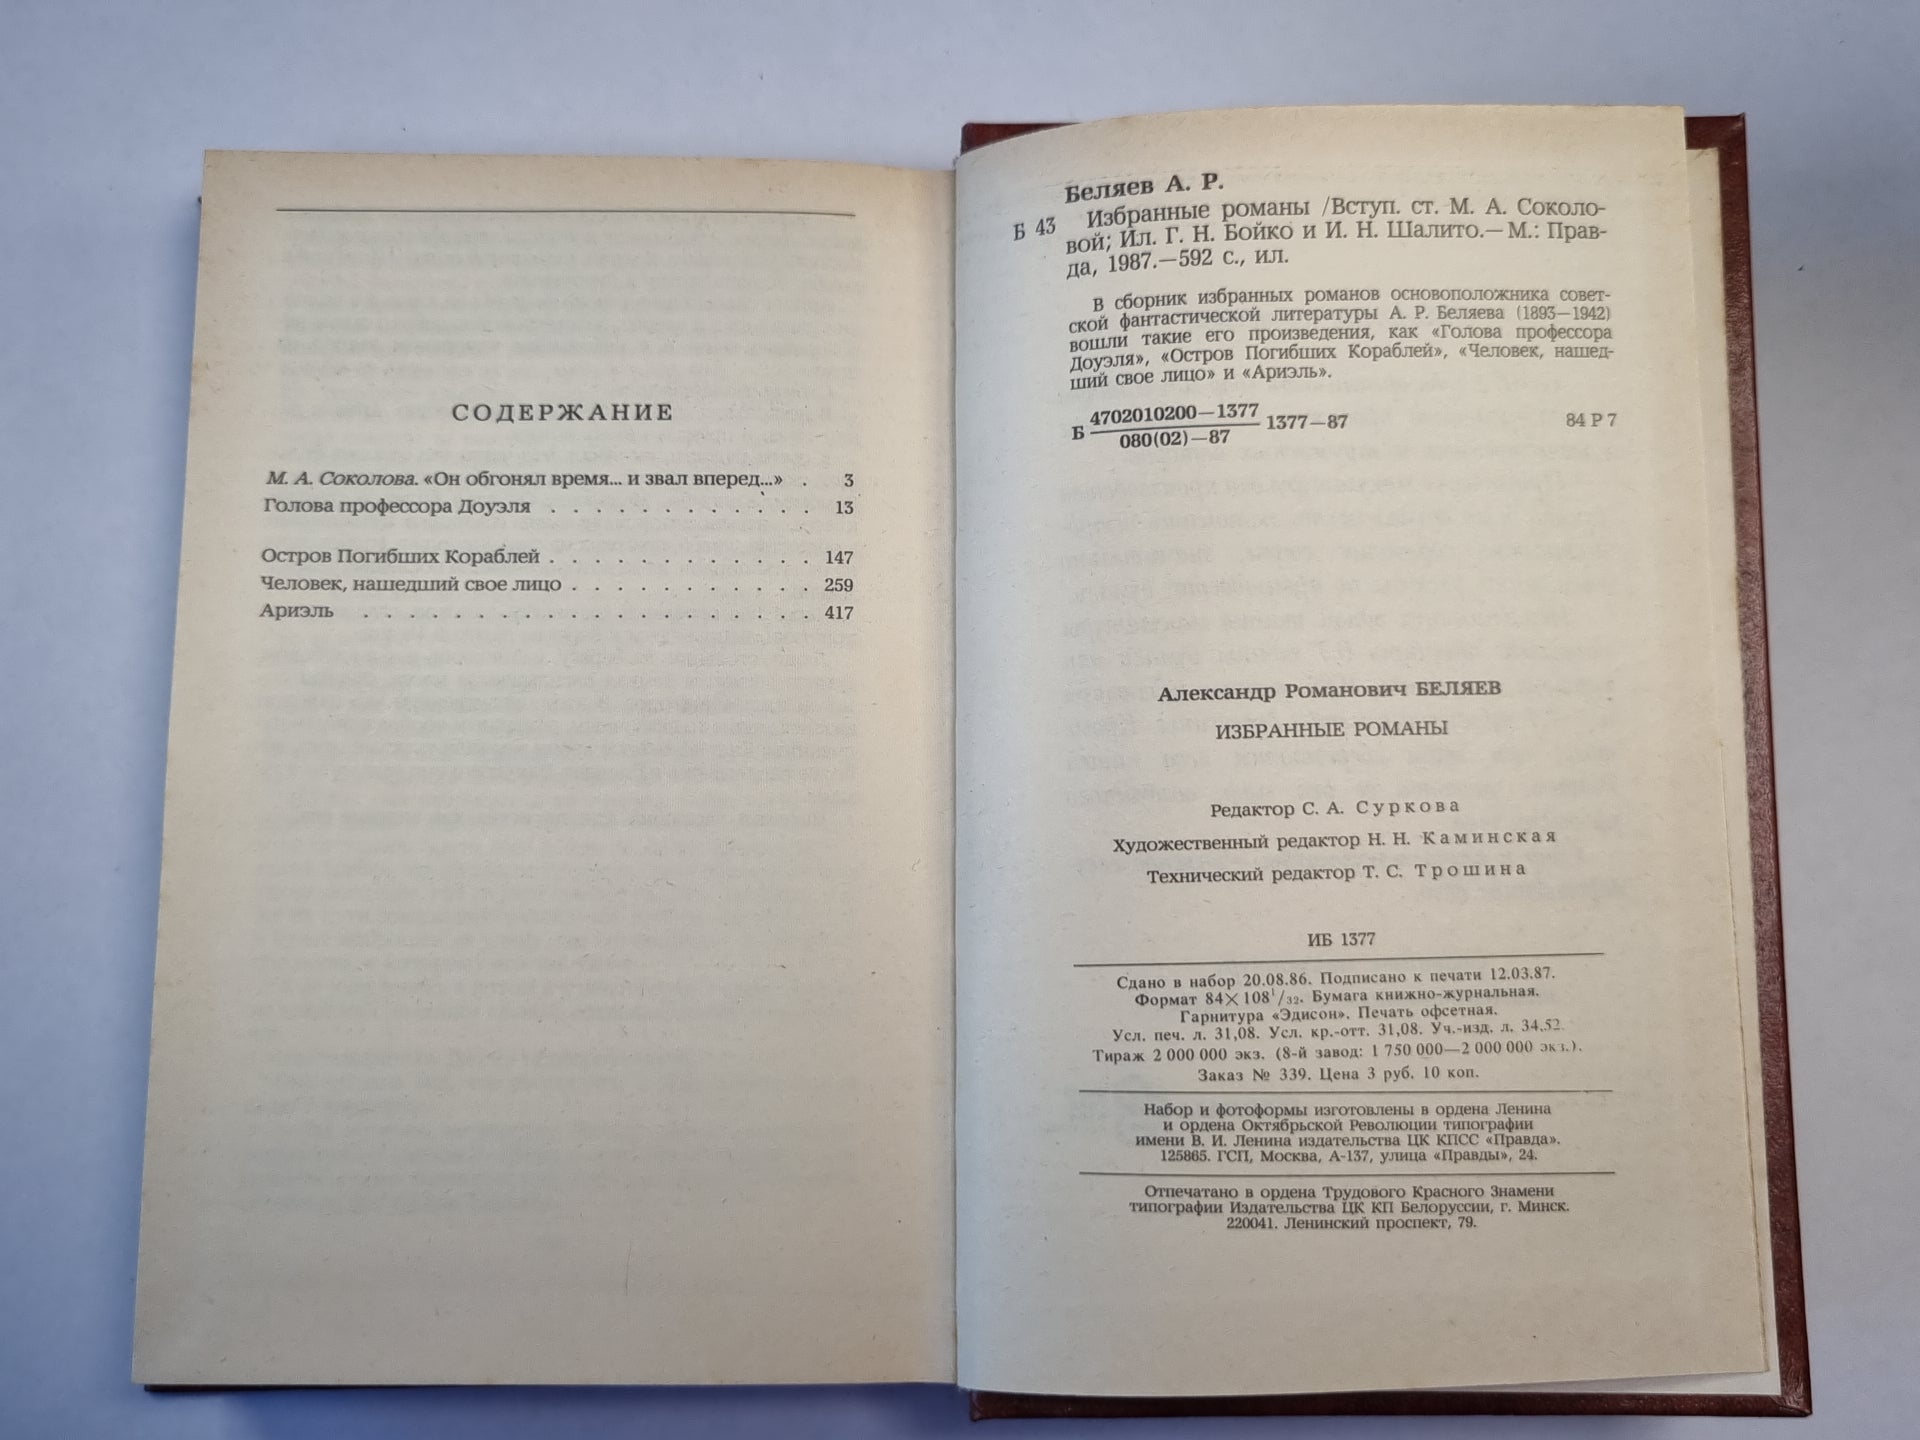 СОДЕРЖАНИЕ
М. А. Соколова. «Он обгонял время... и звал вперед...» . 3
Голова профессора Доуэля . . . . . . . . . . . . 13
Остров Погибших Кораблей . . . . . . . . . . . . 147
Человек, нашедший свое лицо . . . . . . . . . . . 259
Ариэль . . . . . . . . . . . . . . . . . . . . 417
Беляев А. Р.
Б 43 Избранные романы /Вступ. ст. М. А. Соколо-
вой; Ил. Г. Н. Бойко и И. Н. Шалито.— М.: Прав-
да, 1987.—592 с., ил.
В сборник избранных романов основоположника совет-
ской фантастической литературы А. Р. Беляева (1893—1942)
вошли такие его произведения, как «Голова профессора
Доуэля», «Остров Погибших Кораблей», «Человек, нашед-
ший свое лицо» и «Ариэль».
Б 4702010200—1377 1377—87 84 Р 7
080(02)—87
Александр Романович БЕЛЯЕВ
ИЗБРАННЫЕ РОМАНЫ
Редактор С. А. Суркова
Художественный редактор Н. Н. Каминская
Технический редактор Т. С. Трошина
ИБ 1377
Сдано в набор 20.08.86. Подписано к печати 12.03.87.
Формат 84×108¹/₃₂. Бумага книжно-журнальная.
Гарнитура «Эдисон». Печать офсетная.
Усл. печ. л. 31,08. Усл. кр.-отт. 31,08. Уч.-изд. л. 34,52.
Тираж 2 000 000 экз. (8-й завод: 1 750 000—2 000 000 экз.).
Заказ № 339. Цена 3 руб. 10 коп.
Набор и фотоформы изготовлены в ордена Ленина
и ордена Октябрьской Революции типографии
имени В. И. Ленина издательства ЦК КПСС «Правда».
125865. ГСП, Москва, А-137, улица «Правды», 24.
Отпечатано в ордена Трудового Красного Знамени
типографии Издательства ЦК КП Белоруссии, г. Минск.
220041. Ленинский проспект, 79.